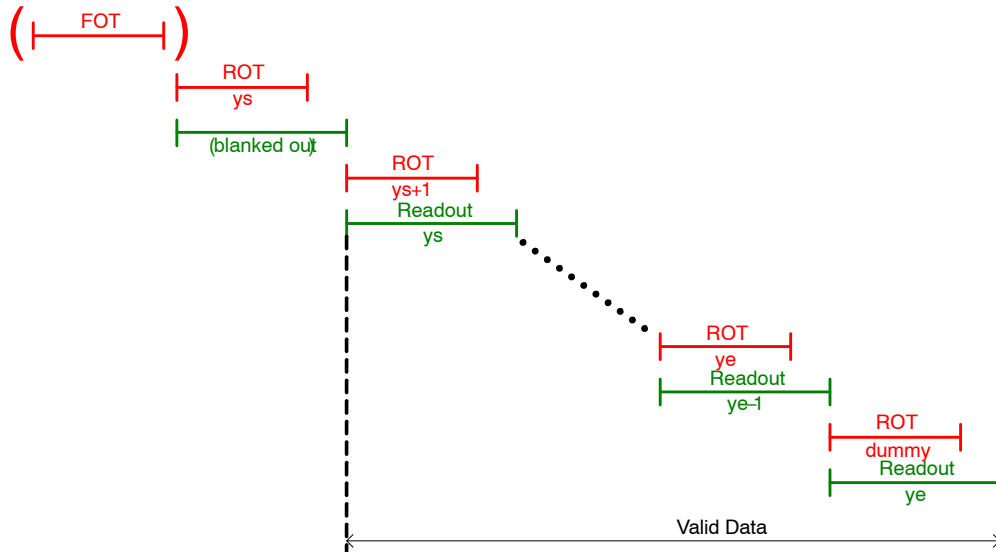 ( FOT )
ROT
ys
(blanked out)
ROT
ys+1
Readout
ys
ROT
ye
Readout
ye–1
ROT
dummy
Readout
ye
Valid Data